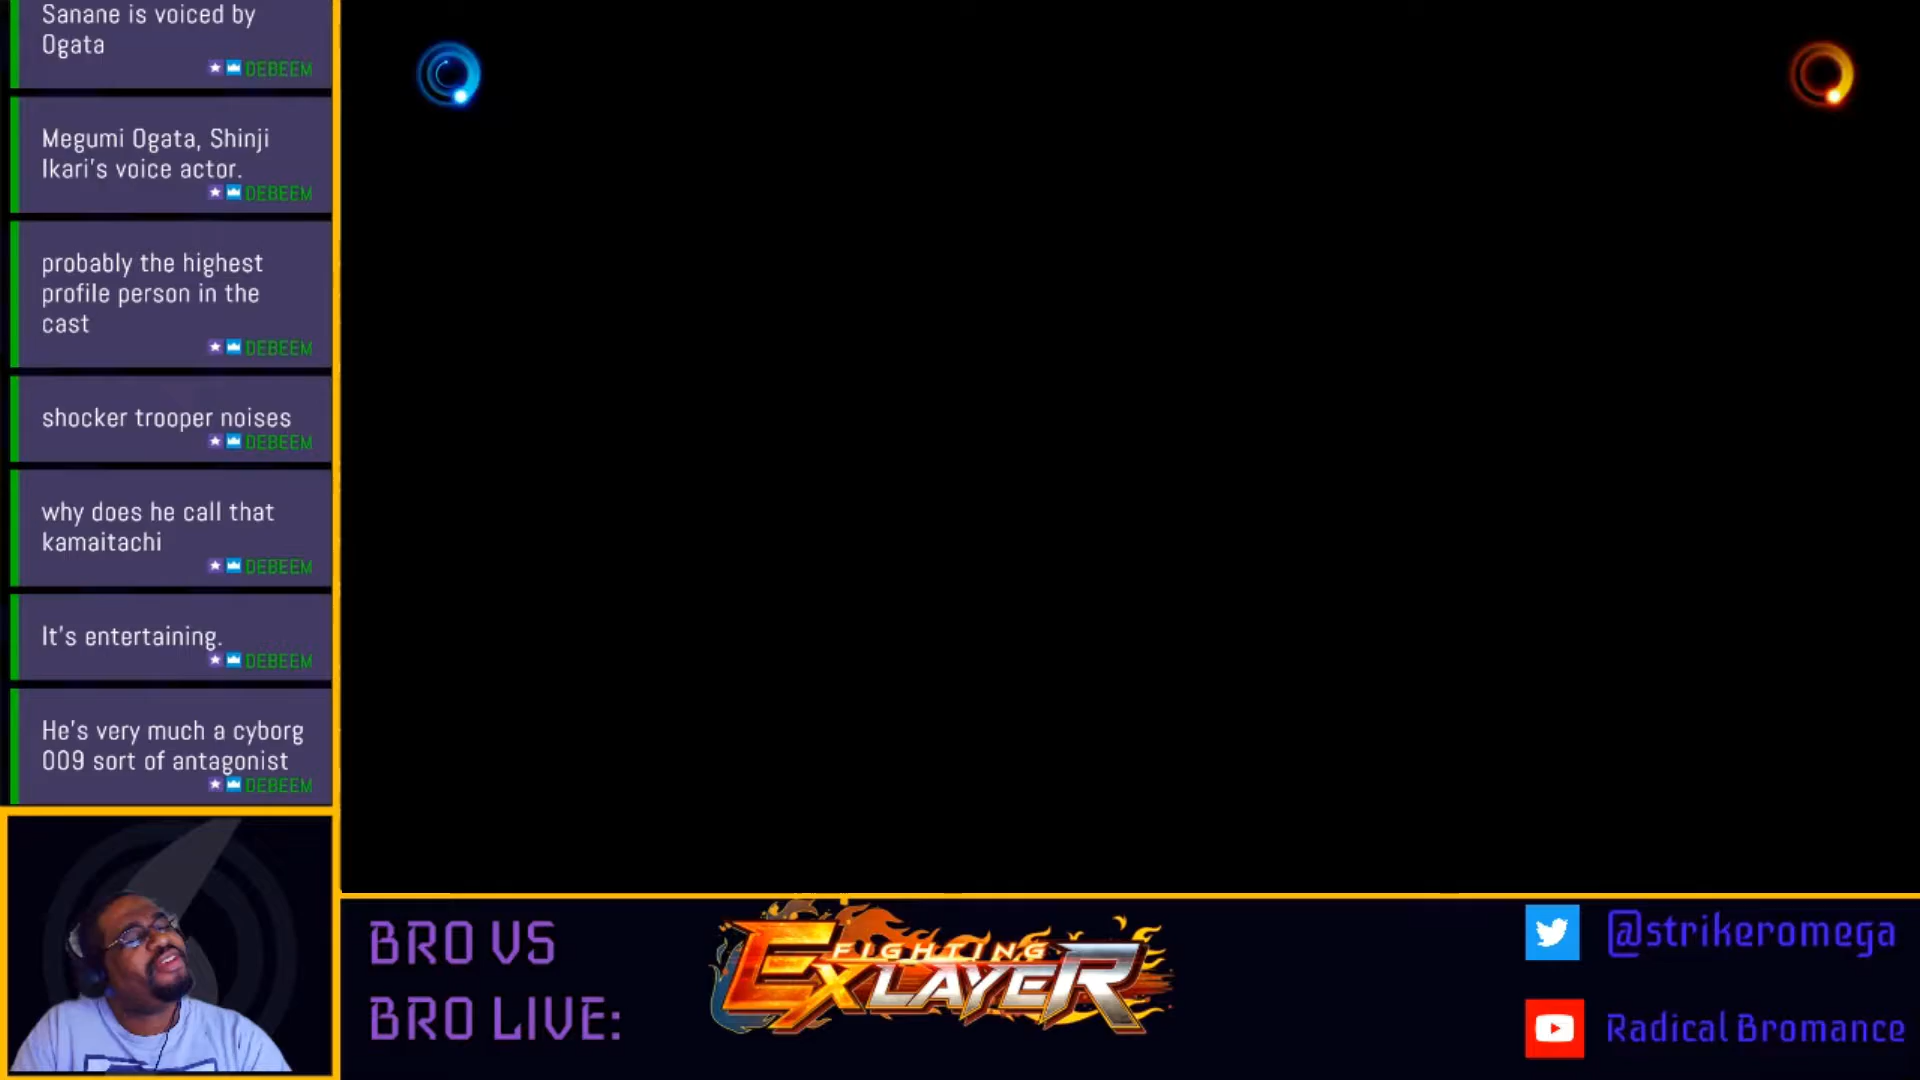 Sanane is voiced by
Ogata
DEBEEM
Megumi Ogata, Shinji
Ikari's voice actor.
DEBEEM
probably the highest
profile person in the
cast
DEBEEM
shocker trooper noises
DEBEEM
why does he call that
kamaitachi
DEBEEM
It's entertaining.
DEBEEM
He's very much a cyborg
009 sort of antagonist
DEBEEM
BRO VS
BRO LIVE:
FIGHTING
EXLAYER
@strikeromega
Radical Bromance